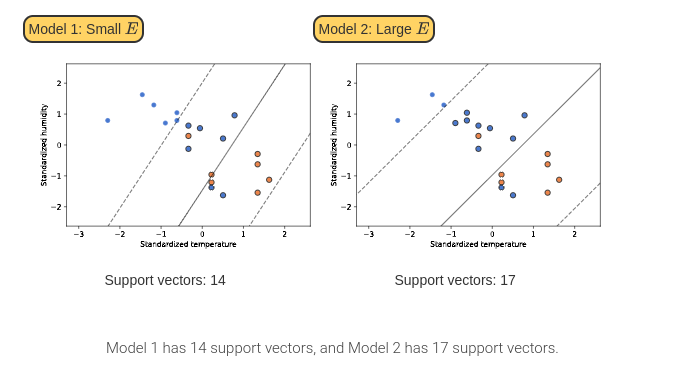 Model 1: Small E
Model 2: Large E
Standardized humidity
2
1
0
−1
−2
−3
−2
−1
0
1
2
Standardized temperature
Standardized humidity
2
1
0
−1
−2
−3
−2
−1
0
1
2
Standardized temperature
Support vectors: 14
Support vectors: 17
Model 1 has 14 support vectors, and Model 2 has 17 support vectors.